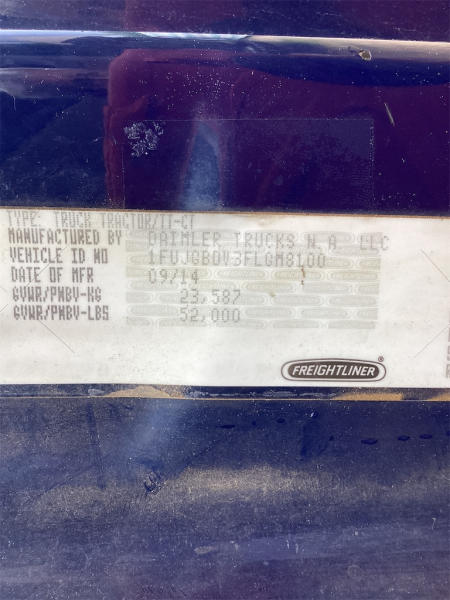 TYPE: TRUCK TRACTOR/TT-CT
MANUFACTURED BY DAIMLER TRUCKS N.A. LLC
VEHICLE ID NO 1FUJGBDV3FLGM8100
DATE OF MFR 09/14
GVWR/PNBV-KG 23,587
GVWR/PNBV-LBS 52,000
FREIGHTLINER®